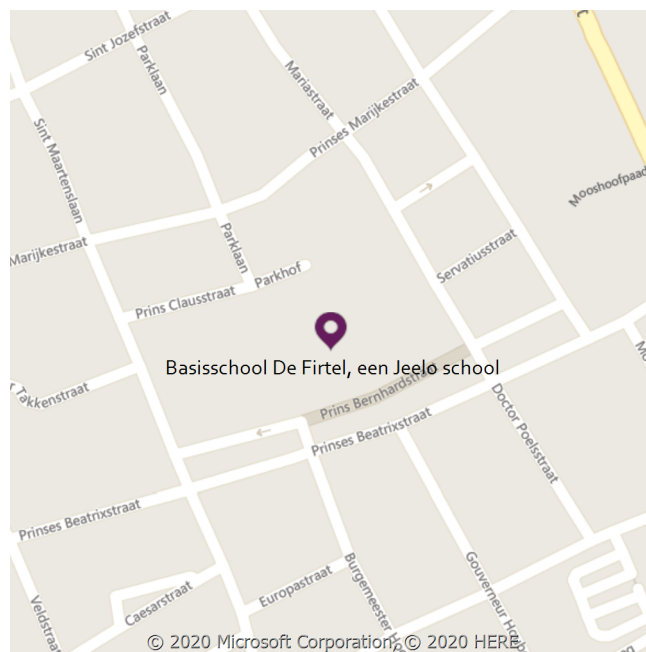 Sint Jozefstraat
Parklaan
Mariastraat
Prinses Marijkestraat
Sint Maartenslaan
Mooshoofpaad
Marijkestraat
Parklaan
Servatiusstraat
Parkhof
Prins Clausstraat
Basisschool De Firtel, een Jeelo school
Takkenstraat
Prins Bernhardstraat
Doctor Poelsstraat
Prinses Beatrixstraat
Prinses Beatrixstraat
Gouverneur
Burgemeester
Europastraat
Caesarstraat
Veldstraat
© 2020 Microsoft Corporation, © 2020 HERE